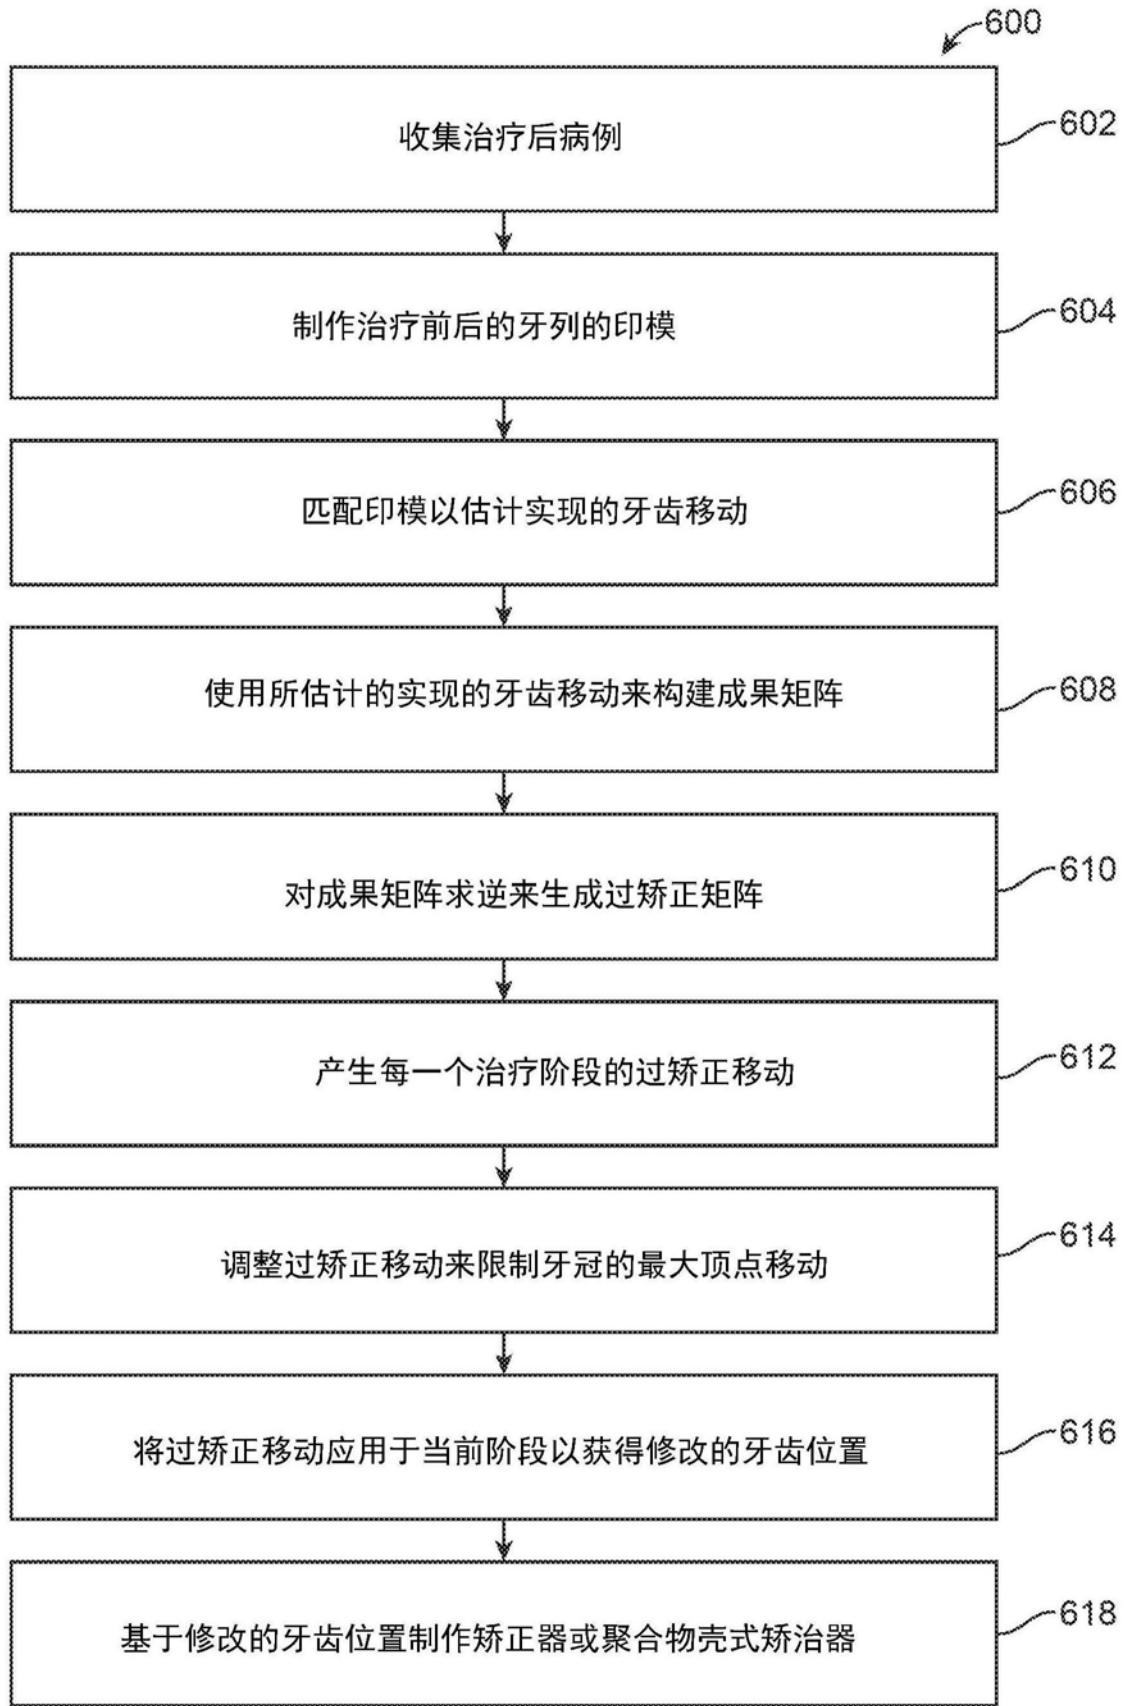 600
收集治疗后病例
602
制作治疗前后的牙列的印模
604
匹配印模以估计实现的牙齿移动
606
使用所估计的实现的牙齿移动来构建成果矩阵
608
对成果矩阵求逆来生成过矫正矩阵
610
产生每一个治疗阶段的过矫正移动
612
调整过矫正移动来限制牙冠的最大顶点移动
614
将过矫正移动应用于当前阶段以获得修改的牙齿位置
616
基于修改的牙齿位置制作矫正器或聚合物壳式矫治器
618